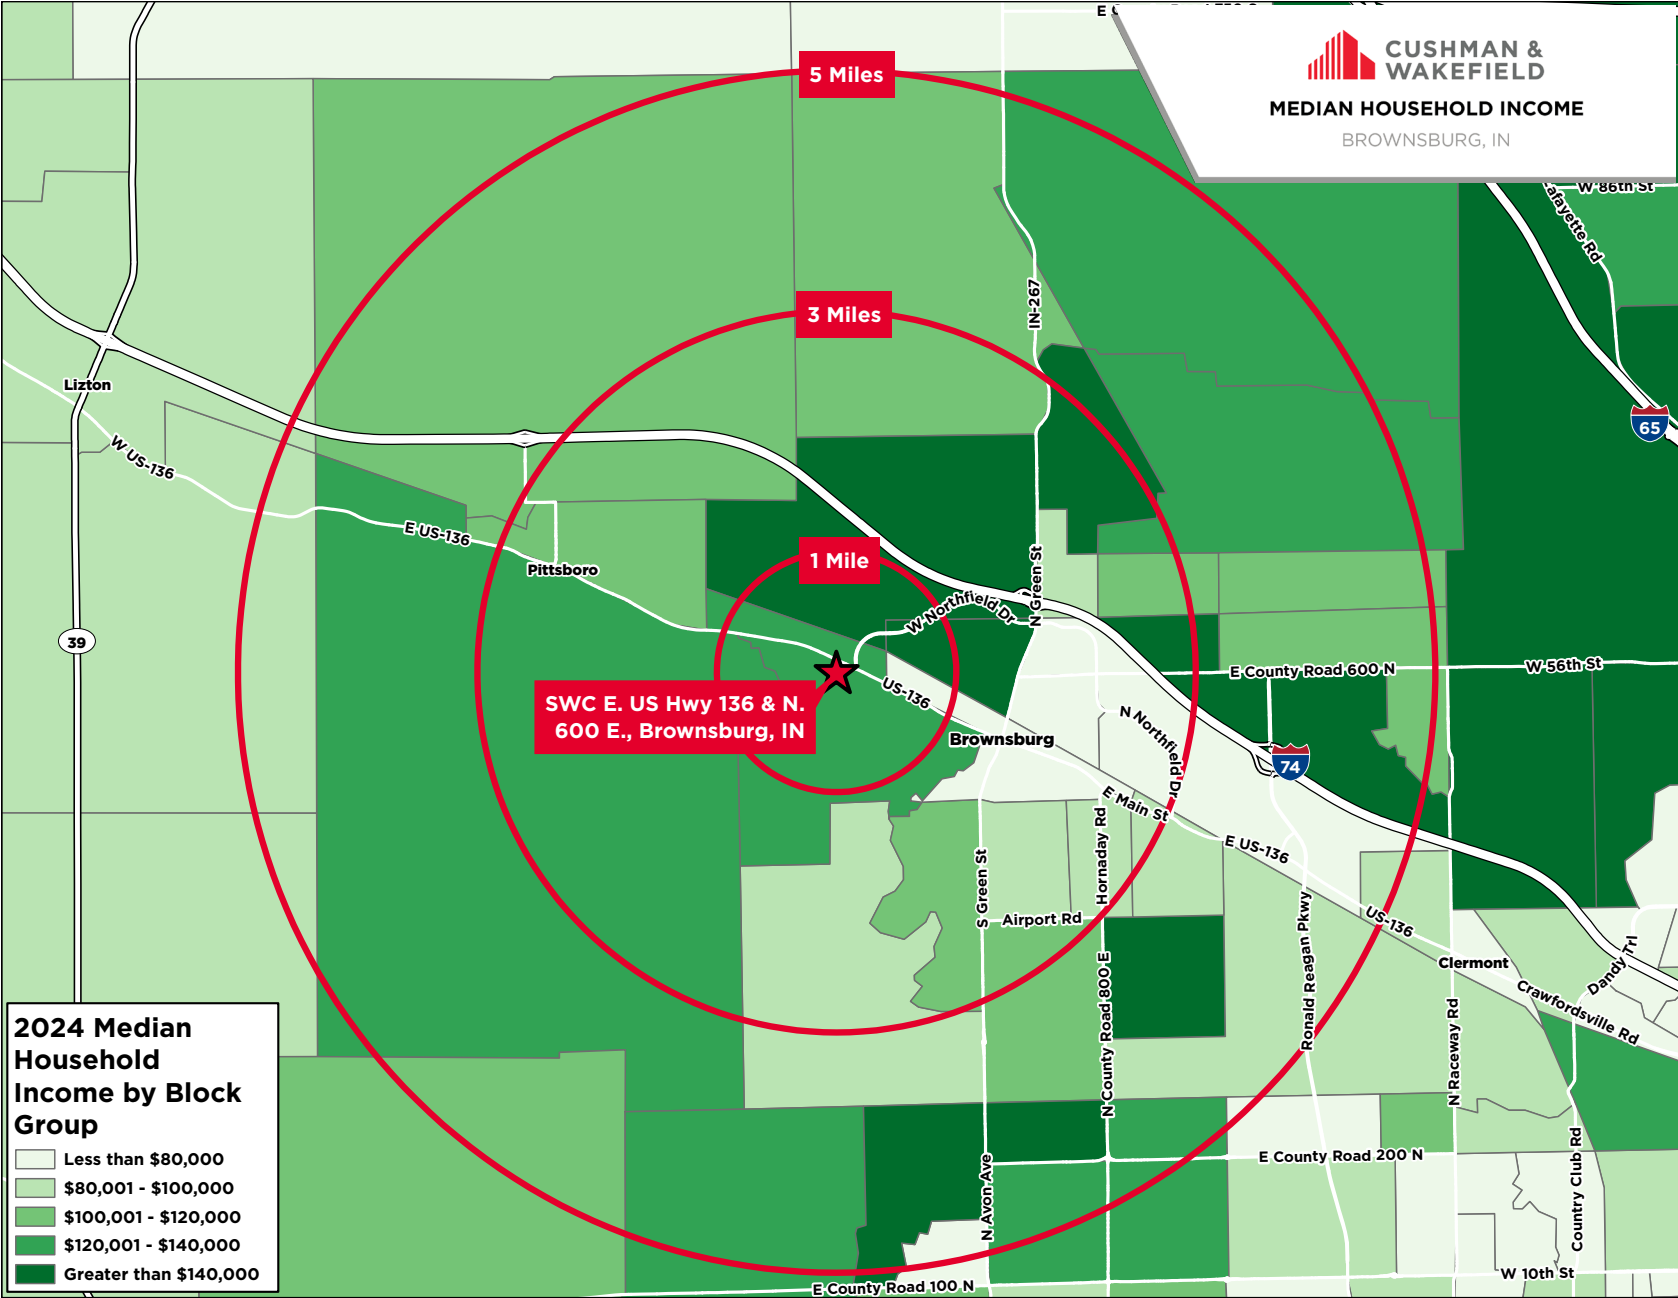 CUSHMAN &
WAKEFIELD
MEDIAN HOUSEHOLD INCOME
BROWNSBURG, IN
5 Miles
W 86th St
Lafayette Rd
IN-267
3 Miles
Lizton
65
W US-136
E US-136
Pittsboro
1 Mile
N Green St
W Northfield Dr
39
E County Road 600 N
W 56th St
SWC E. US Hwy 136 & N.
600 E., Brownsburg, IN
US-136
Brownsburg
N Northfield Dr
74
E Main St
E US-136
S Green St
Hornaday Rd
Airport Rd
Ronald Reagan Pkwy
US-136
Clermont
Dandy Trl
Crawfordsville Rd
N County Road 800 E
N Raceway Rd
2024 Median
Household
Income by Block
Group
Less than $80,000
$80,001 - $100,000
$100,001 - $120,000
$120,001 - $140,000
Greater than $140,000
N Avon Ave
E County Road 200 N
Country Club Rd
E County Road 100 N
W 10th St